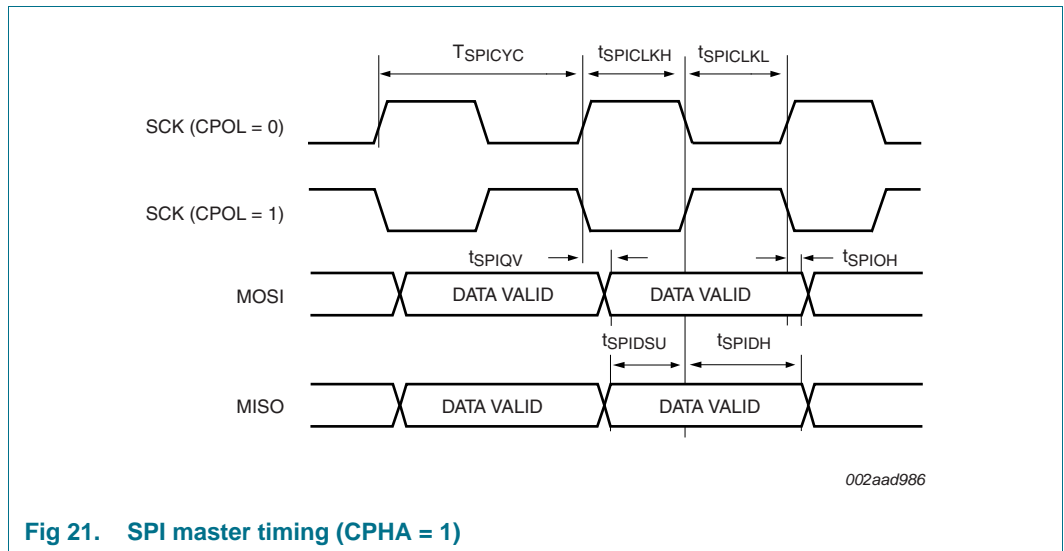 TSPICYC tSPICLKH tSPICLKL
SCK (CPOL = 0)
SCK (CPOL = 1)
tSPIQV tSPIOH
MOSI DATA VALID DATA VALID
tSPIDSU tSPIDH
MISO DATA VALID DATA VALID
002aad986
Fig 21. SPI master timing (CPHA = 1)